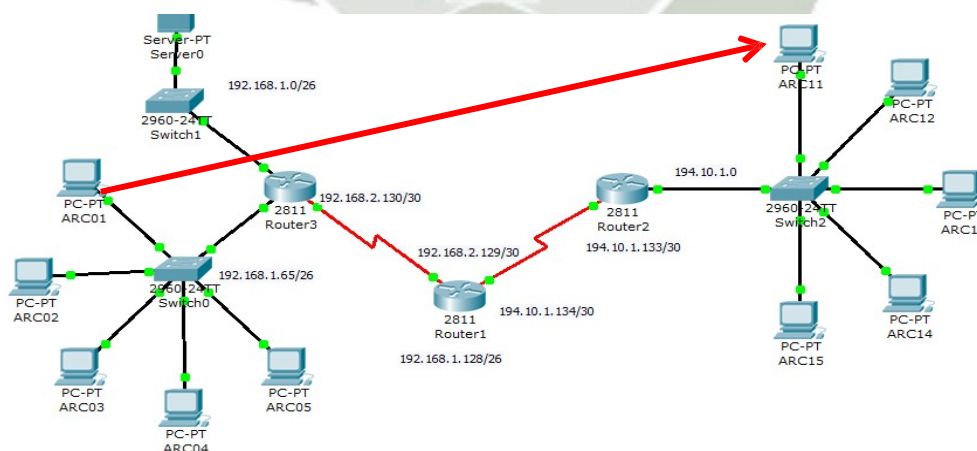 Server-PT
Server0
192.168.1.0/26
2960-24TT
Switch1
PC-PT
ARC01
2811
Router3
192.168.2.130/30
PC-PT
ARC02
2960-24TT
Switch0
192.168.1.65/26
PC-PT
ARC03
PC-PT
ARC04
PC-PT
ARC05
192.168.2.129/30
2811
Router1
192.168.1.128/26
194.10.1.134/30
2811
Router2
194.10.1.133/30
194.10.1.0
2960-24TT
Switch2
PC-PT
ARC11
PC-PT
ARC12
PC-PT
ARC1
PC-PT
ARC14
PC-PT
ARC15